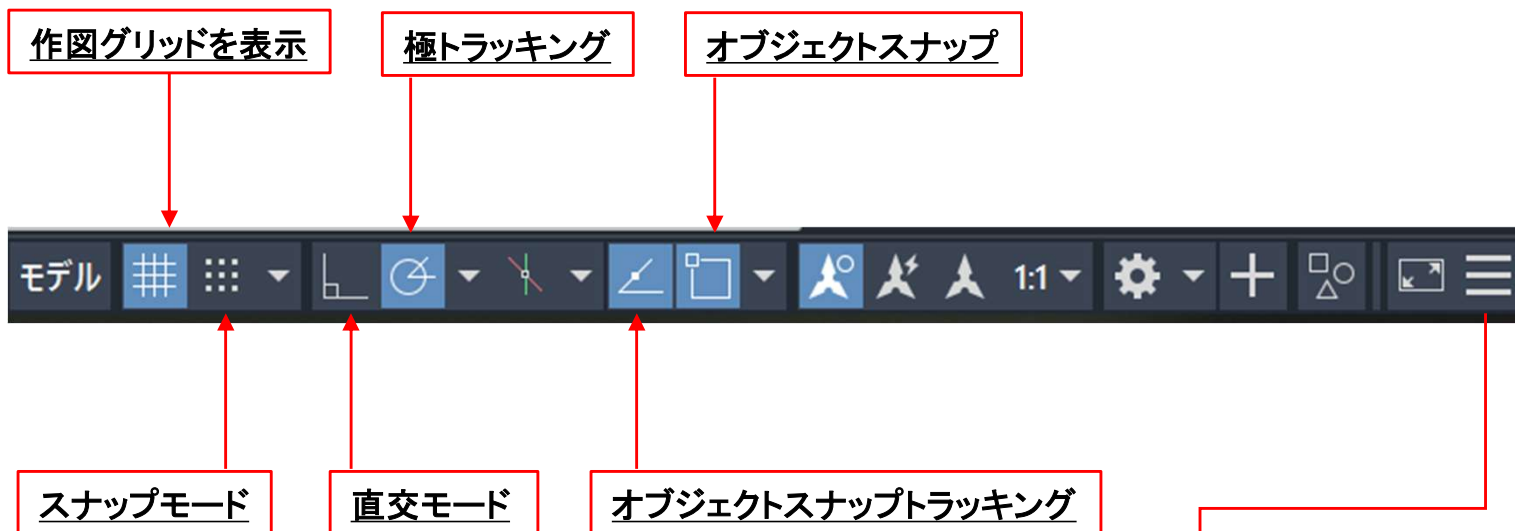 作図グリッドを表示
極トラッキング
オブジェクトスナップ
モデル
1:1
スナップモード
直交モード
オブジェクトスナップトラッキング